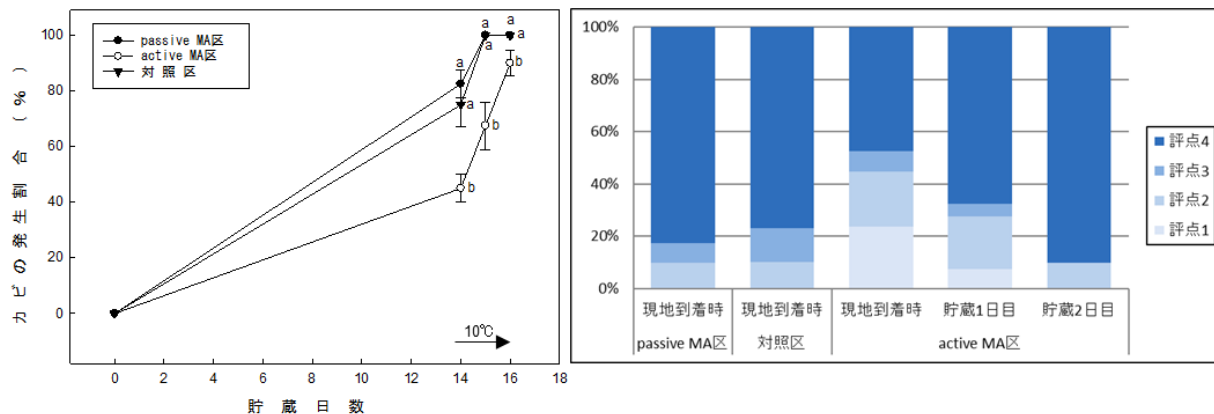 passive MA区
active MA区
対 照 区
カビの発生割合（%）
100
80
60
40
20
0
a
a
a
a
a
a
b
b
b
10℃
0 2 4 6 8 10 12 14 16 18
貯 蔵 日 数
100%
80%
60%
40%
20%
0%
現地到着時 現地到着時 現地到着時 貯蔵1日目 貯蔵2日目
passive MA区 対照区 active MA区
評点4
評点3
評点2
評点1